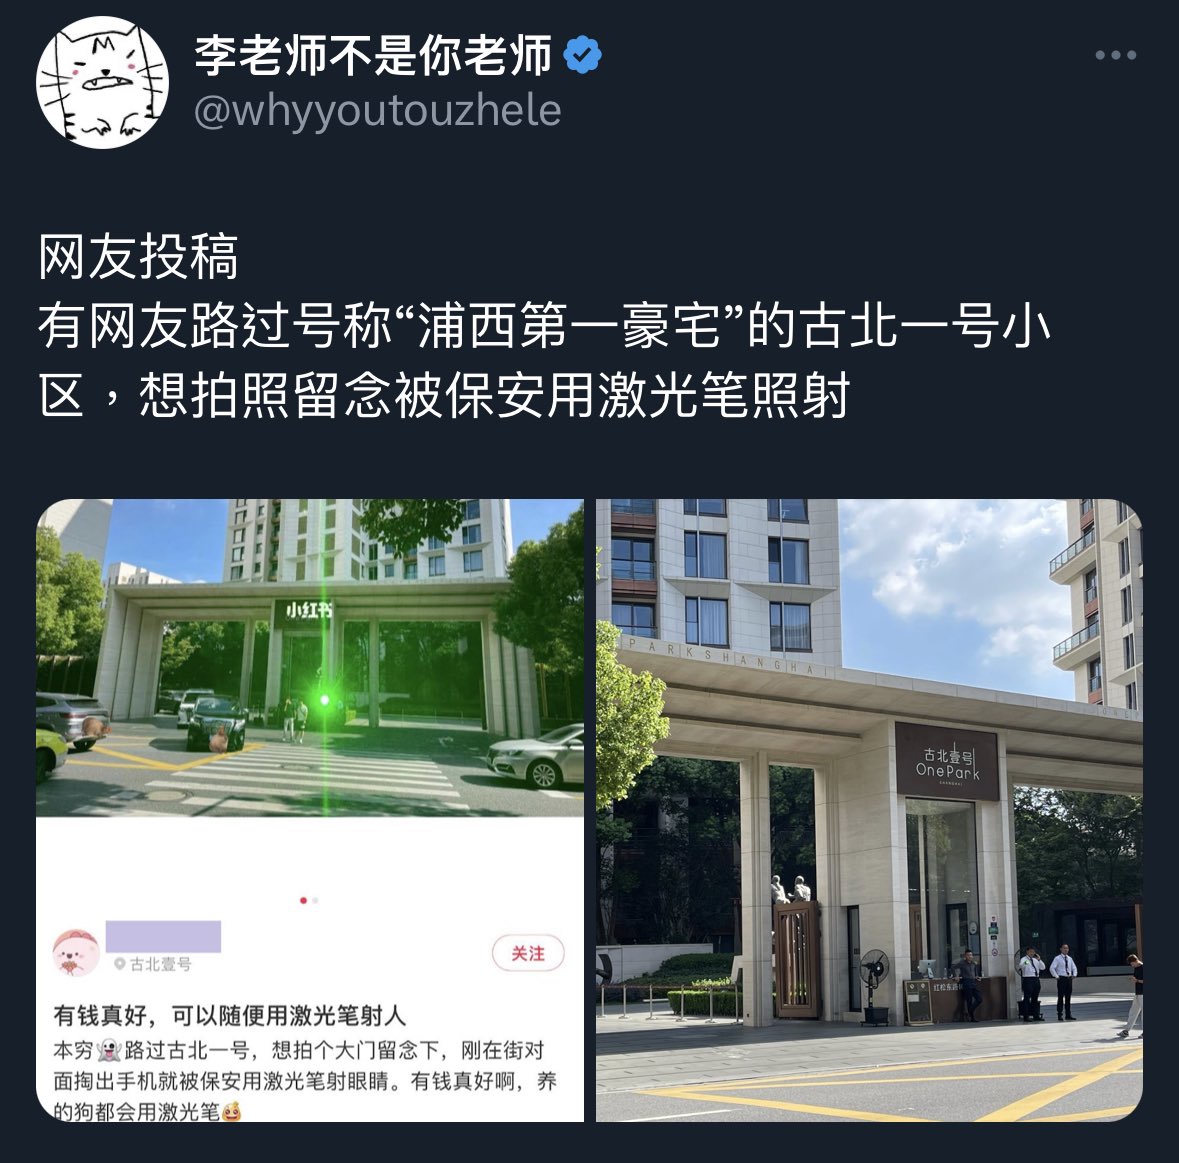 李老师不是你老师
@whyyoutouzhele
网友投稿
有网友路过号称“浦西第一豪宅”的古北一号小
区，想拍照留念被保安用激光笔照射
小红书
古北壹号
关注
有钱真好，可以随便用激光笔射人
本穷👻路过古北一号，想拍个大门留念下，刚在街对
面掏出手机就被保安用激光笔射眼睛。有钱真好啊，养
的狗都会用激光笔
PARK SHANGHAI
古北壹号
OnePark
SHANGHAI